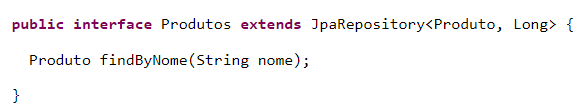 public interface Produtos extends JpaRepository<Produto, Long> {
Produto findByNome(String nome);
}